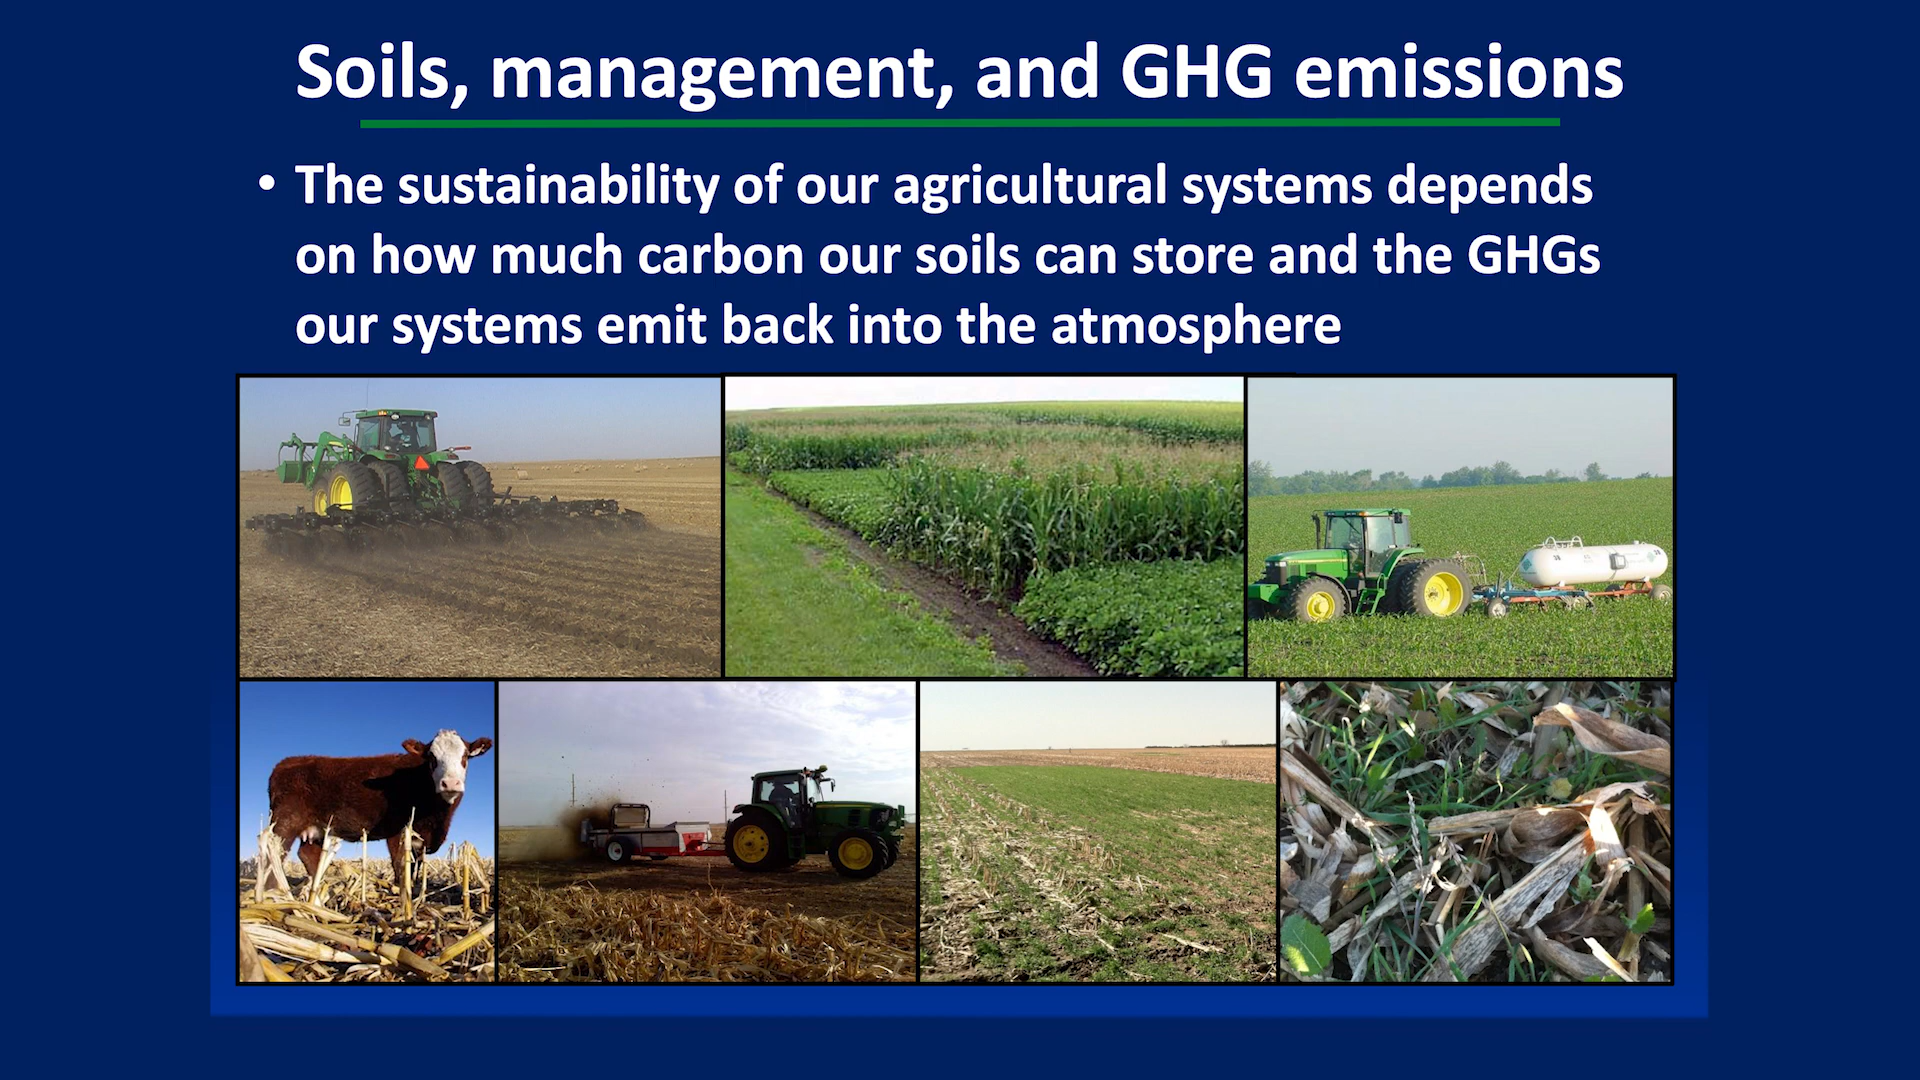 Soils, management, and GHG emissions
• The sustainability of our agricultural systems depends
on how much carbon our soils can store and the GHGs
our systems emit back into the atmosphere